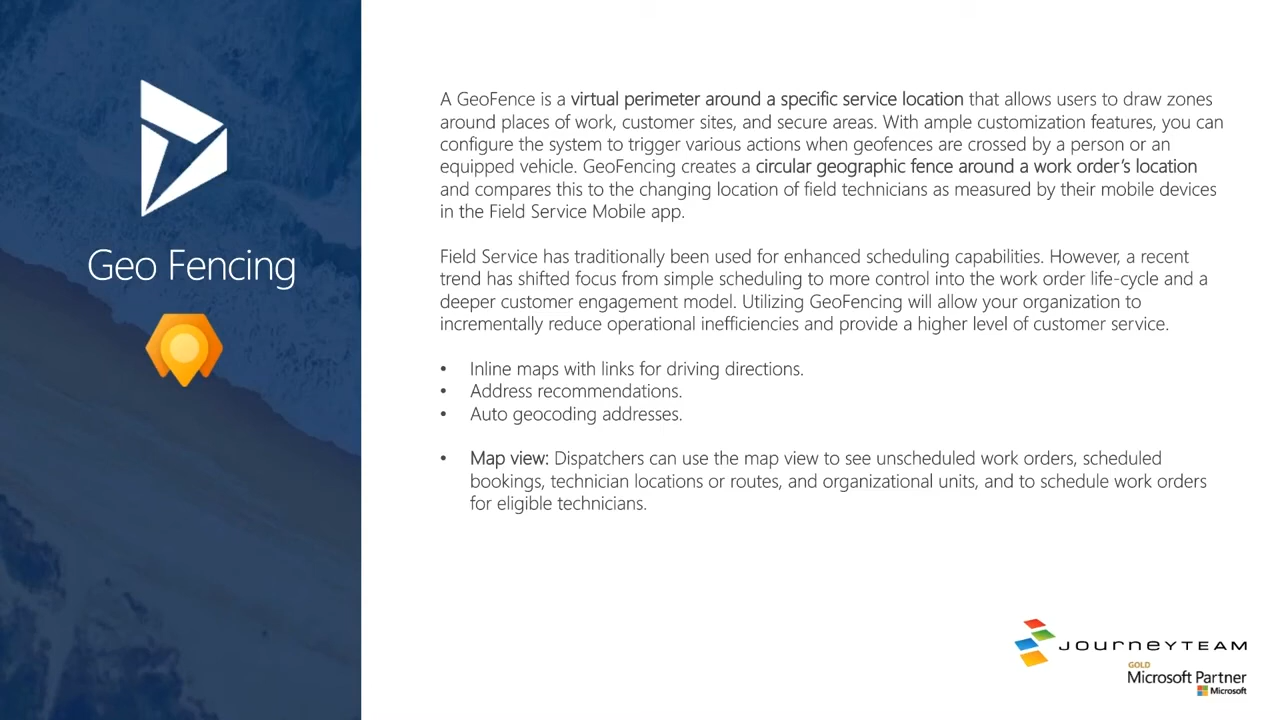 Geo Fencing
A GeoFence is a virtual perimeter around a specific service location that allows users to draw zones
around places of work, customer sites, and secure areas. With ample customization features, you can
configure the system to trigger various actions when geofences are crossed by a person or an
equipped vehicle. GeoFencing creates a circular geographic fence around a work order’s location
and compares this to the changing location of field technicians as measured by their mobile devices
in the Field Service Mobile app.
Field Service has traditionally been used for enhanced scheduling capabilities. However, a recent
trend has shifted focus from simple scheduling to more control into the work order life-cycle and a
deeper customer engagement model. Utilizing GeoFencing will allow your organization to
incrementally reduce operational inefficiencies and provide a higher level of customer service.
• Inline maps with links for driving directions.
• Address recommendations.
• Auto geocoding addresses.
• Map view: Dispatchers can use the map view to see unscheduled work orders, scheduled
bookings, technician locations or routes, and organizational units, and to schedule work orders
for eligible technicians.
JOURNEYTEAM
GOLD
Microsoft Partner
Microsoft